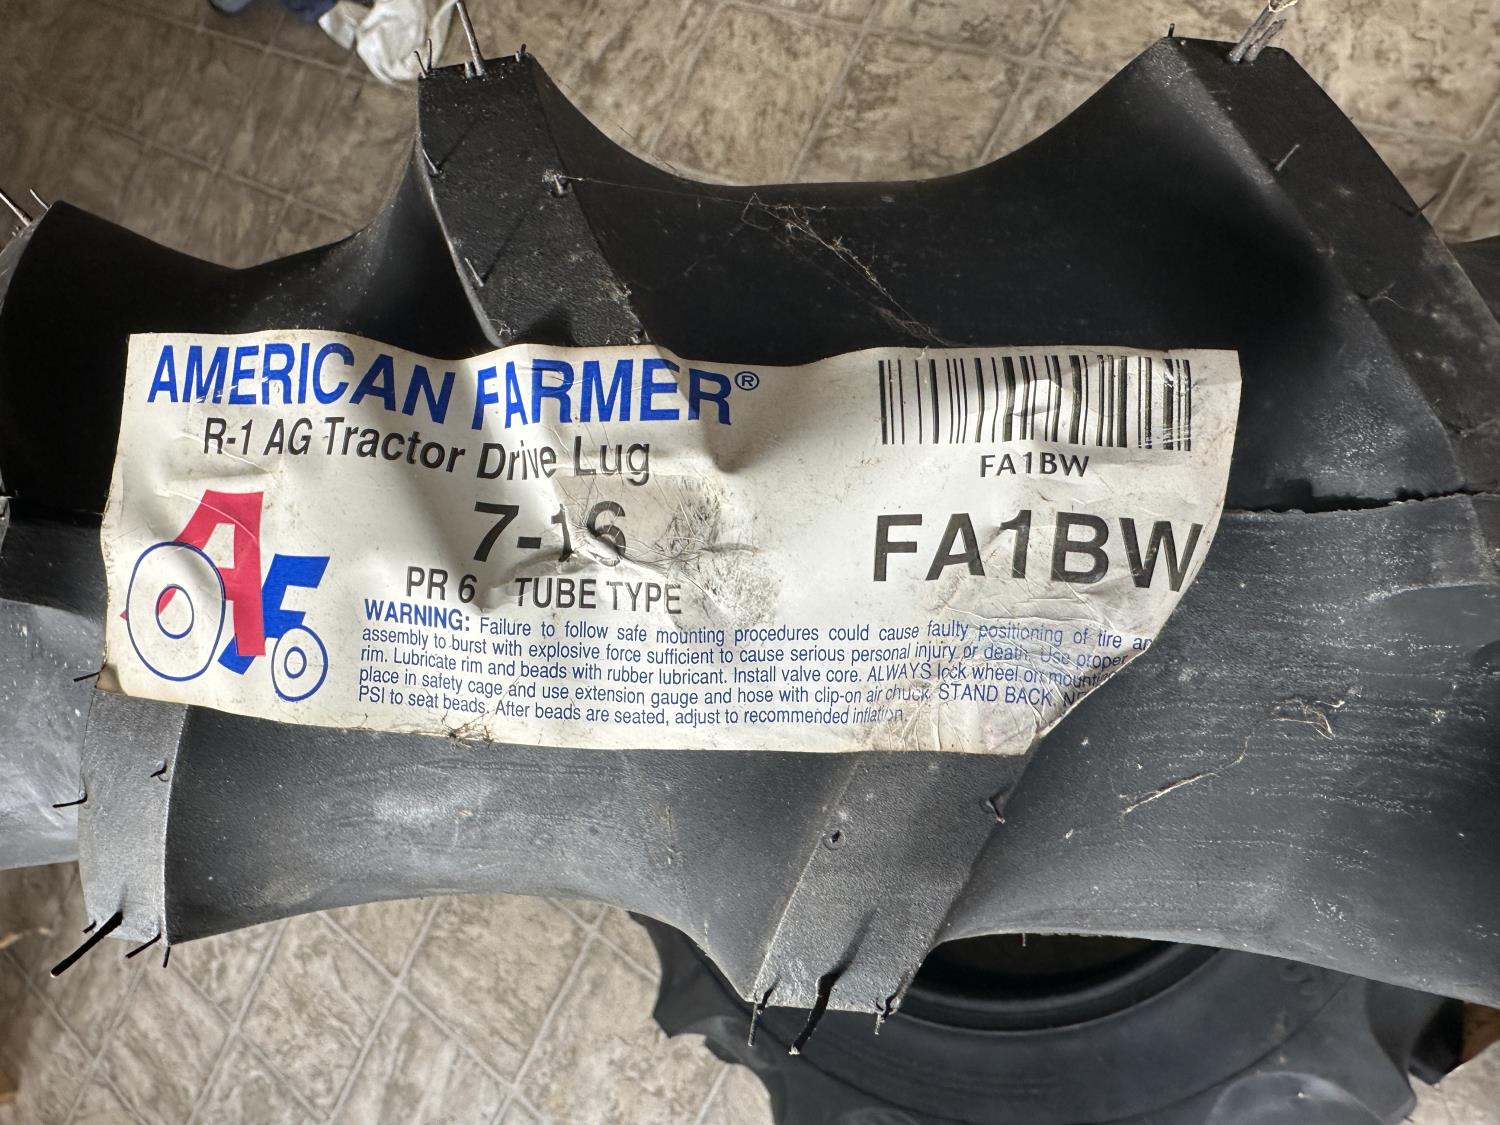 AMERICAN FARMER®
R-1 AG Tractor Drive Lug
7-16
PR 6 TUBE TYPE
WARNING: Failure to follow safe mounting procedures could cause faulty positioning of tire
assembly to burst with explosive force sufficient to cause serious personal injury or death. Use proper
rim. Lubricate rim and beads with rubber lubricant. Install valve core. ALWAYS lock wheel on
place in safety cage and use extension gauge and hose with clip-on air chuck. STAND BACK
PSI to seat beads. After beads are seated, adjust to recommended
FA1BW
FA1BW
AF